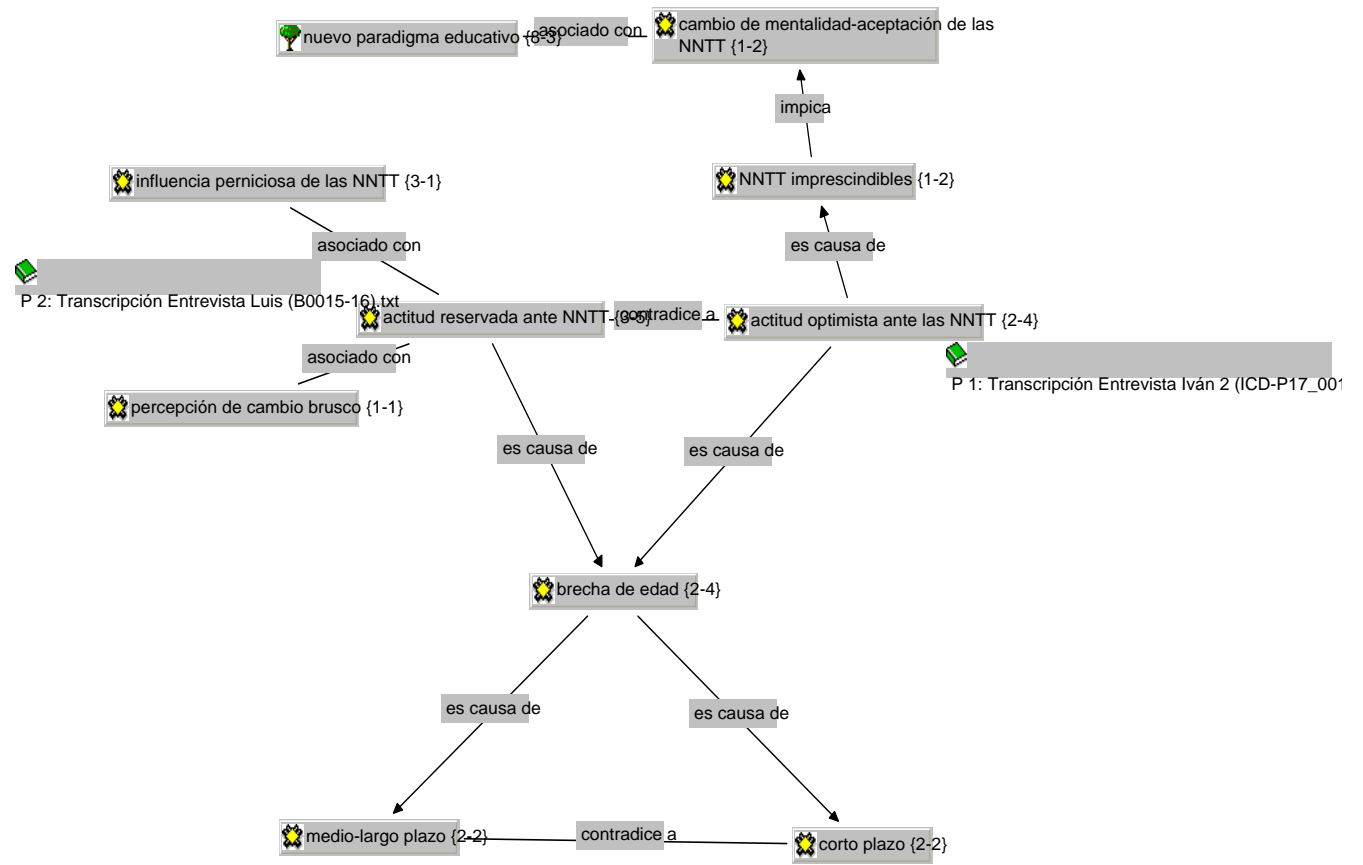 nuevo paradigma educativo {8-3}
asociado con
cambio de mentalidad-aceptación de las
NNTT {1-2}
impica
influencia perniciosa de las NNTT {3-1}
NNTT imprescindibles {1-2}
asociado con
es causa de
P 2: Transcripción Entrevista Luis (B0015-16).txt
actitud reservada ante NNTT {3-5}
contradice a
actitud optimista ante las NNTT {2-4}
asociado con
P 1: Transcripción Entrevista Iván 2 (ICD-P17_001
percepción de cambio brusco {1-1}
es causa de
es causa de
brecha de edad {2-4}
es causa de
es causa de
medio-largo plazo {2-2}
contradice a
corto plazo {2-2}